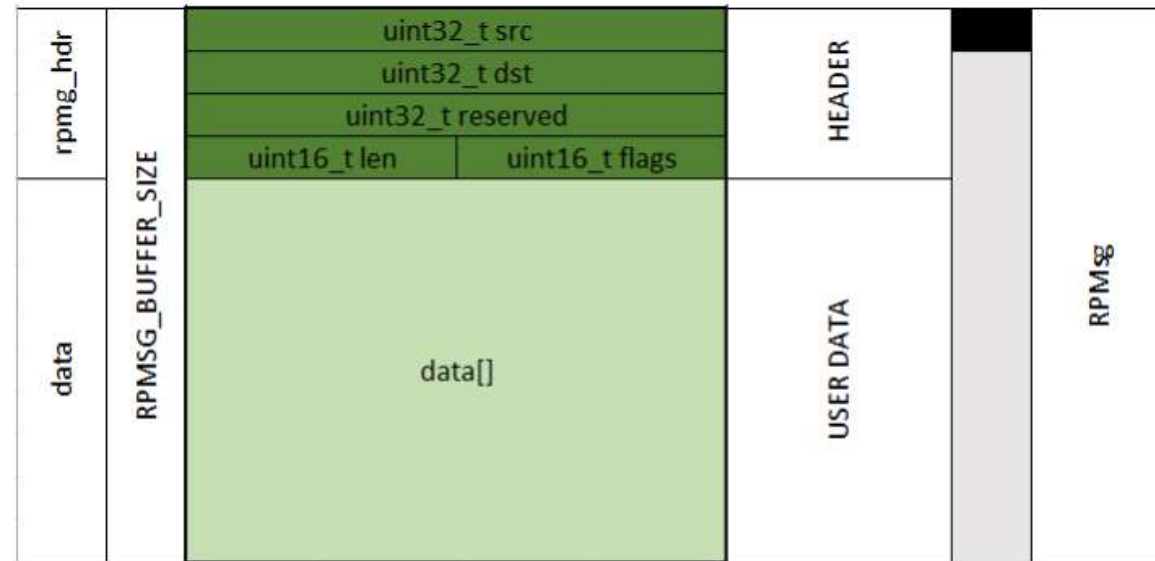 rpmg_hdr
data
RPMSG_BUFFER_SIZE
uint32_t src
uint32_t dst
uint32_t reserved
uint16_t len
uint16_t flags
data[]
HEADER
USER DATA
RPMsg